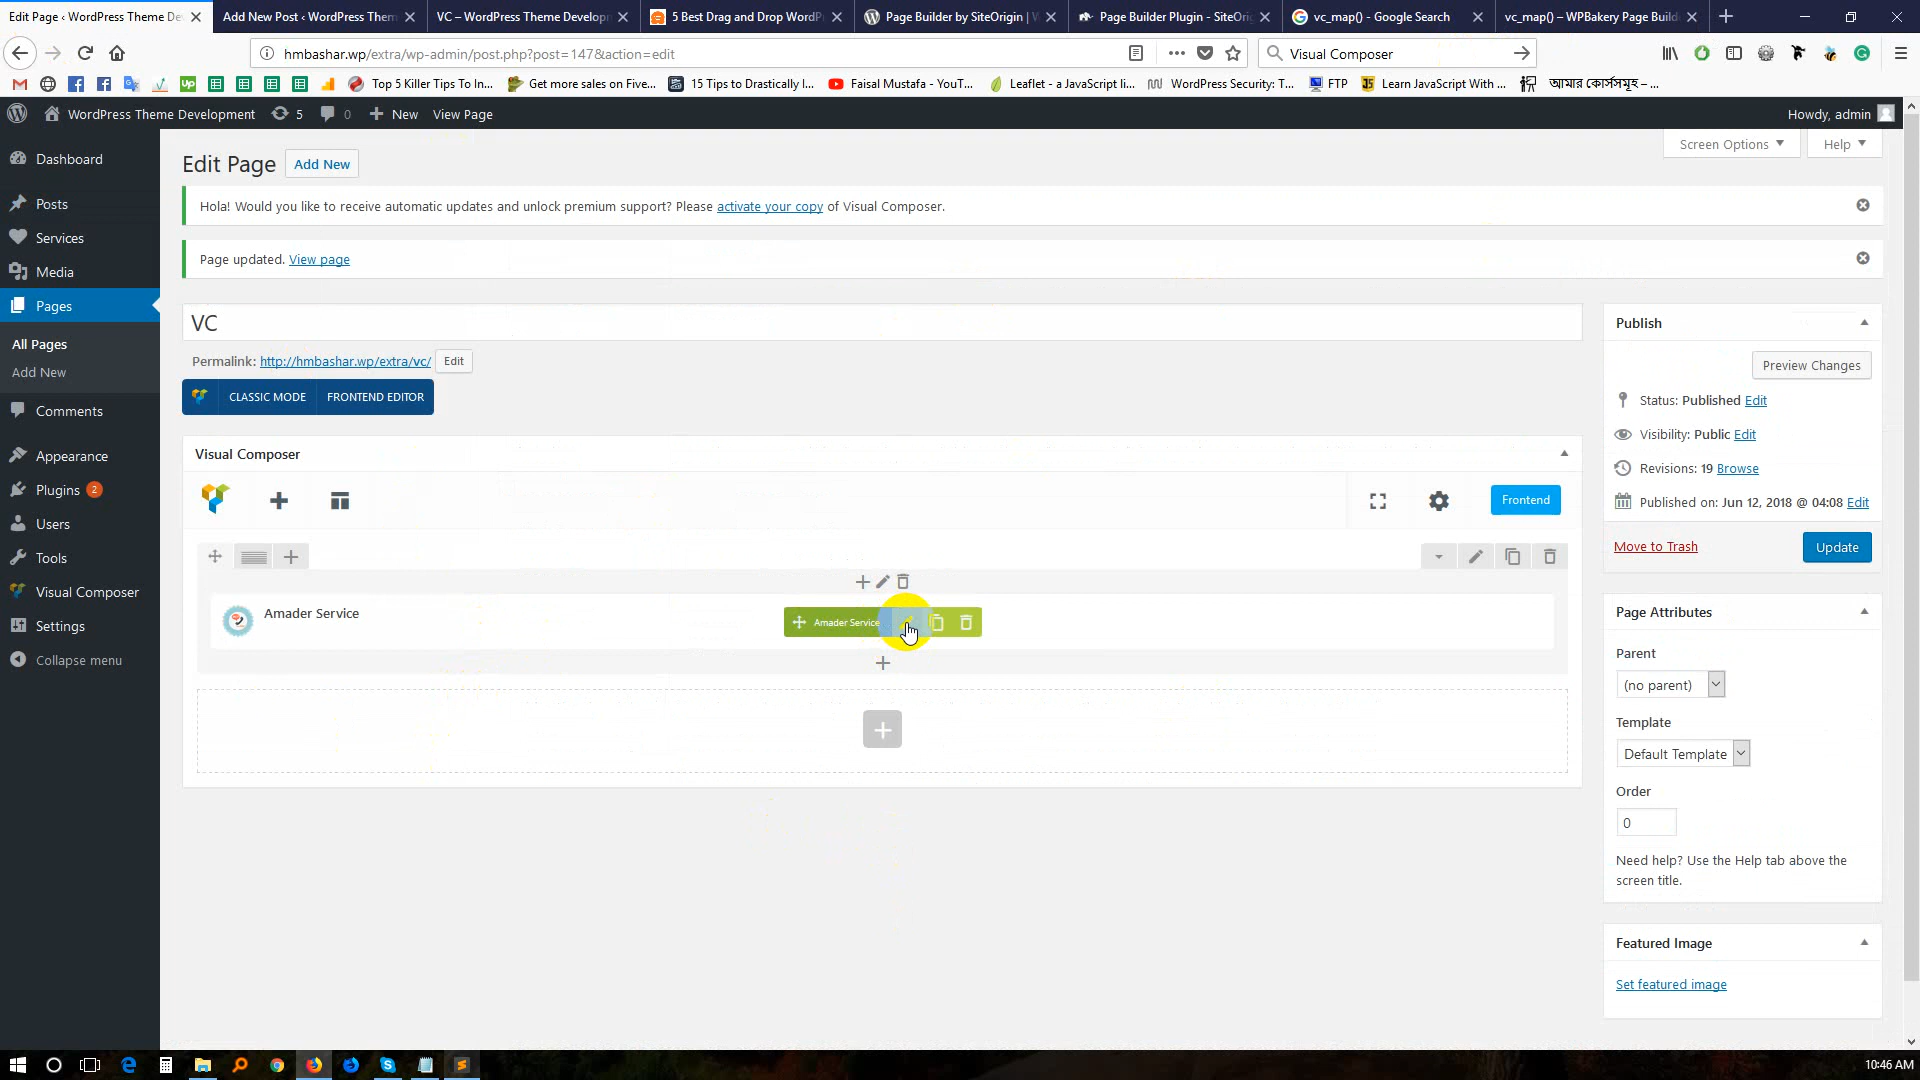 Edit Page ‹ WordPress Theme De
Add New Post ‹ WordPress Them
VC – WordPress Theme Developn
5 Best Drag and Drop WordP
Page Builder by SiteOrigin | W
Page Builder Plugin - SiteOrig
vc_map() - Google Search
vc_map() – WPBakery Page Build
hmbashar.wp/extra/wp-admin/post.php?post=147&action=edit
Visual Composer
Top 5 Killer Tips To In...
Get more sales on Five...
15 Tips to Drastically I...
Faisal Mustafa - YouT...
Leaflet - a JavaScript li...
WordPress Security: T...
FTP
Learn JavaScript With ...
আমার কোর্সসমূহ – ...
WordPress Theme Development
5
0
New
View Page
Howdy, admin
Dashboard
Posts
Services
Media
Pages
All Pages
Add New
Comments
Appearance
Plugins 2
Users
Tools
Visual Composer
Settings
Collapse menu
Screen Options
Help
Edit Page
Add New
Hola! Would you like to receive automatic updates and unlock premium support? Please activate your copy of Visual Composer.
Page updated. View page
VC
Permalink: http://hmbashar.wp/extra/vc/ Edit
CLASSIC MODE
FRONTEND EDITOR
Visual Composer
Frontend
Amader Service
Amader Service
Publish
Preview Changes
Status: Published Edit
Visibility: Public Edit
Revisions: 19 Browse
Published on: Jun 12, 2018 @ 04:08 Edit
Move to Trash
Update
Page Attributes
Parent
(no parent)
Template
Default Template
Order
0
Need help? Use the Help tab above the
screen title.
Featured Image
Set featured image
10:46 AM